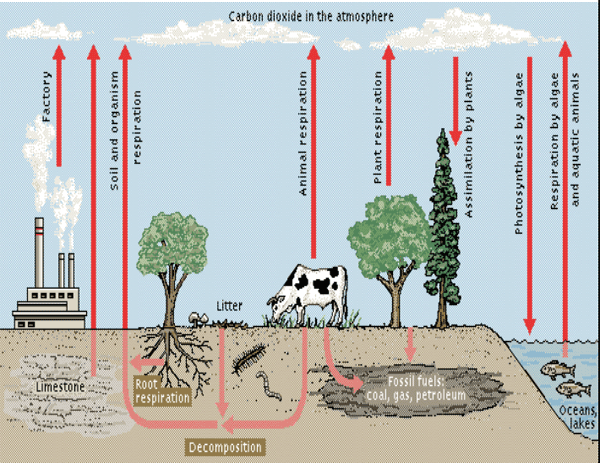 Carbon dioxide in the atmosphere
Factory
Soil and organism
respiration
Animal respiration
Plant respiration
Assimilation by plants
Photosynthesis by algae
Respiration by algae
and aquatic animals
Litter
Limestone
Root
respiration
Fossil fuels:
coal, gas, petroleum
Oceans,
lakes
Decomposition